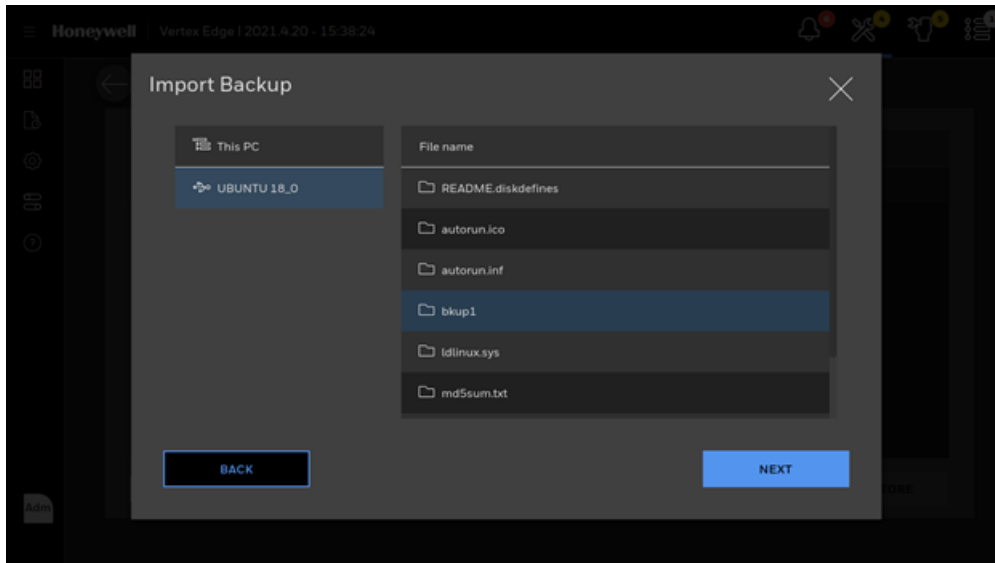 Honeywell Vertex Edge | 2021.4.20 - 15:38:24
Import Backup
This PC
File name
UBUNTU 18_0
README.diskdefines
autorun.ico
autorun.inf
bkup1
ldlinux.sys
md5sum.txt
BACK
NEXT
Adm